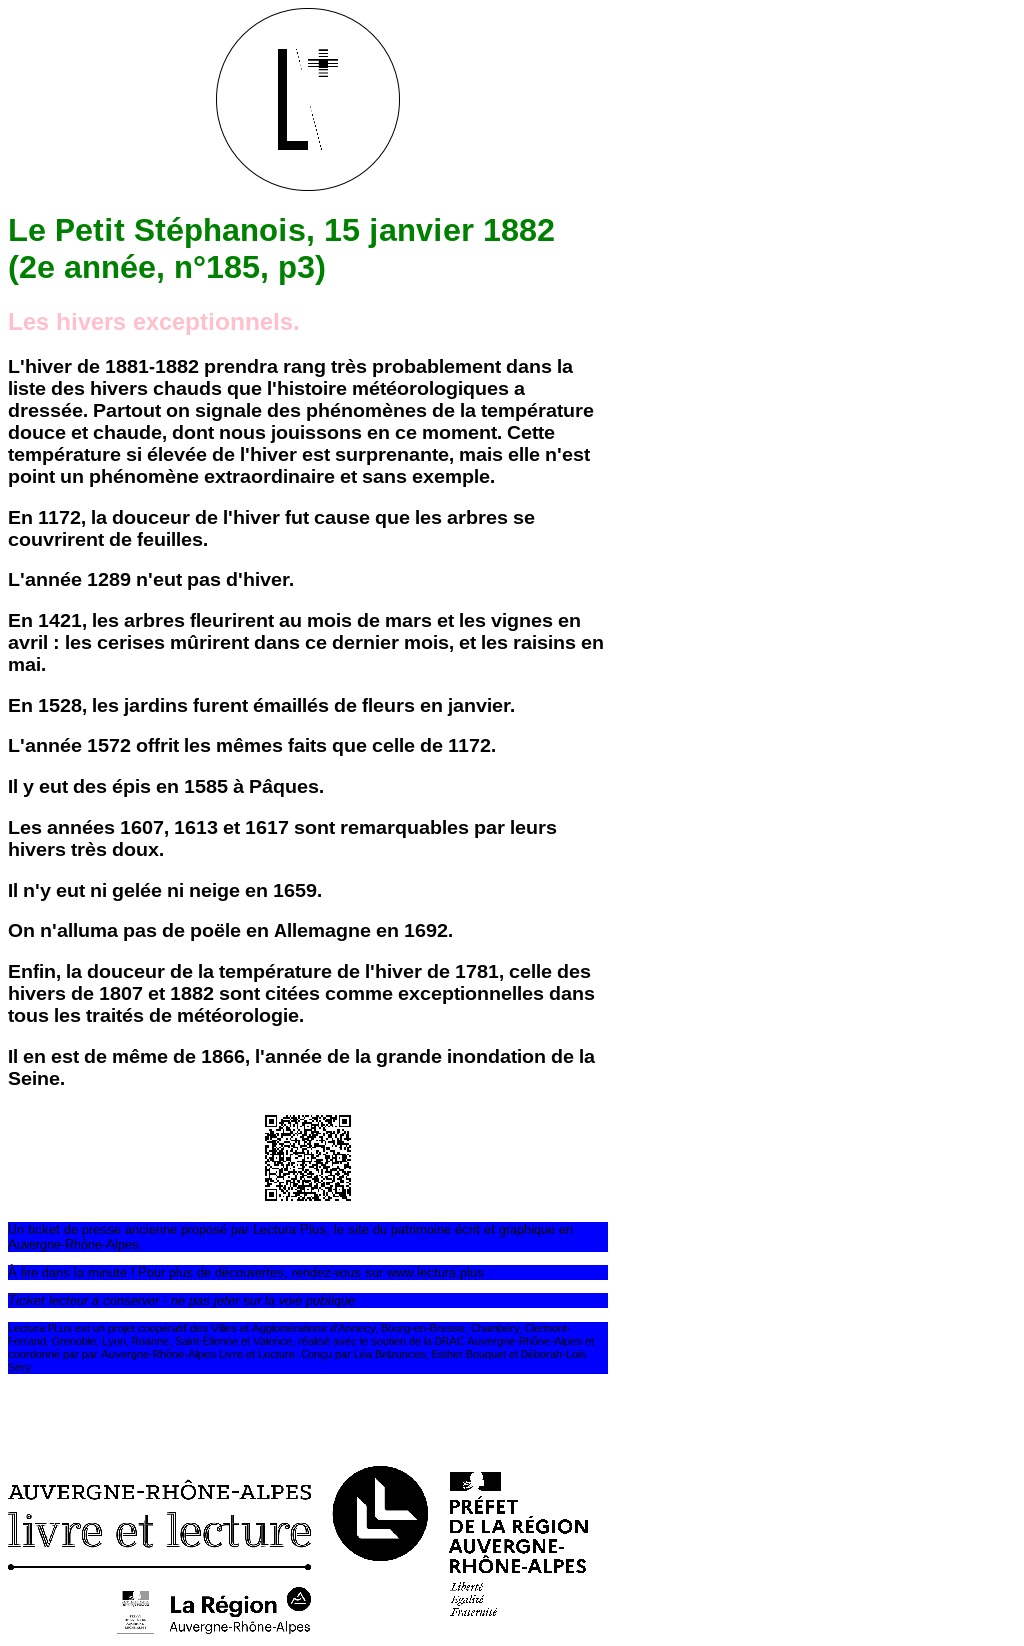 L+
Le Petit Stéphanois, 15 janvier 1882
(2e année, n°185, p3)
Les hivers exceptionnels.
L'hiver de 1881-1882 prendra rang très probablement dans la
liste des hivers chauds que l'histoire météorologiques a
dressée. Partout on signale des phénomènes de la température
douce et chaude, dont nous jouissons en ce moment. Cette
température si élevée de l'hiver est surprenante, mais elle n'est
point un phénomène extraordinaire et sans exemple.
En 1172, la douceur de l'hiver fut cause que les arbres se
couvrirent de feuilles.
L'année 1289 n'eut pas d'hiver.
En 1421, les arbres fleurirent au mois de mars et les vignes en
avril : les cerises mûrirent dans ce dernier mois, et les raisins en
mai.
En 1528, les jardins furent émaillés de fleurs en janvier.
L'année 1572 offrit les mêmes faits que celle de 1172.
Il y eut des épis en 1585 à Pâques.
Les années 1607, 1613 et 1617 sont remarquables par leurs
hivers très doux.
Il n'y eut ni gelée ni neige en 1659.
On n'alluma pas de poële en Allemagne en 1692.
Enfin, la douceur de la température de l'hiver de 1781, celle des
hivers de 1807 et 1882 sont citées comme exceptionnelles dans
tous les traités de météorologie.
Il en est de même de 1866, l'année de la grande inondation de la
Seine.
Un ticket de presse ancienne proposé par Lectura Plus, le site du patrimoine écrit et graphique en
Auvergne-Rhône-Alpes.
À lire dans la minute ! Pour plus de découvertes, rendez-vous sur www.lectura.plus
Ticket lecteur à conserver - ne pas jeter sur la voie publique
Lectura PLus est un projet coopératif des Villes et Agglomérations d'Annecy, Bourg-en-Bresse, Chambéry, Clermont-
Ferrand, Grenoble, Lyon, Roanne, Saint-Étienne et Valence, réalisé avec le soutien de la DRAC Auvergne-Rhône-Alpes et
coordonné par par Auvergne-Rhône-Alpes Livre et Lecture. Conçu par Léa Belzunces, Esther Bouquet et Déborah-Loïs
Séry.
AUVERGNE-RHÔNE-ALPES
livre et lecture
La Région
Auvergne-Rhône-Alpes
PRÉFET
DE LA RÉGION
AUVERGNE-
RHÔNE-ALPES
Liberté
Égalité
Fraternité